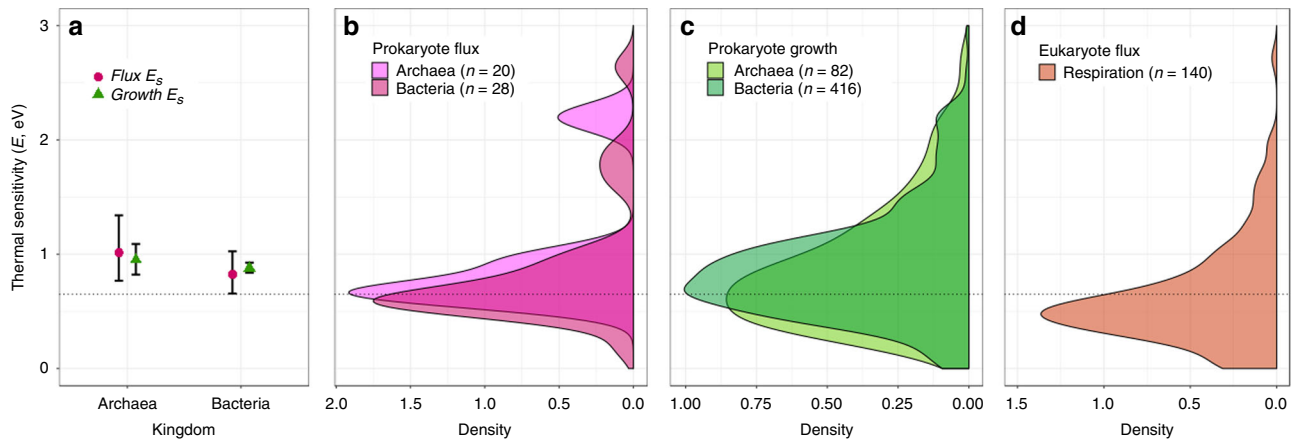 a
Flux Es
Growth Es
Thermal sensitivity (E, eV)
3
2
1
0
Archaea
Bacteria
Kingdom
b
Prokaryote flux
Archaea (n = 20)
Bacteria (n = 28)
2.0
1.5
1.0
0.5
0.0
Density
c
Prokaryote growth
Archaea (n = 82)
Bacteria (n = 416)
1.00
0.75
0.50
0.25
0.00
Density
d
Eukaryote flux
Respiration (n = 140)
1.5
1.0
0.5
0.0
Density